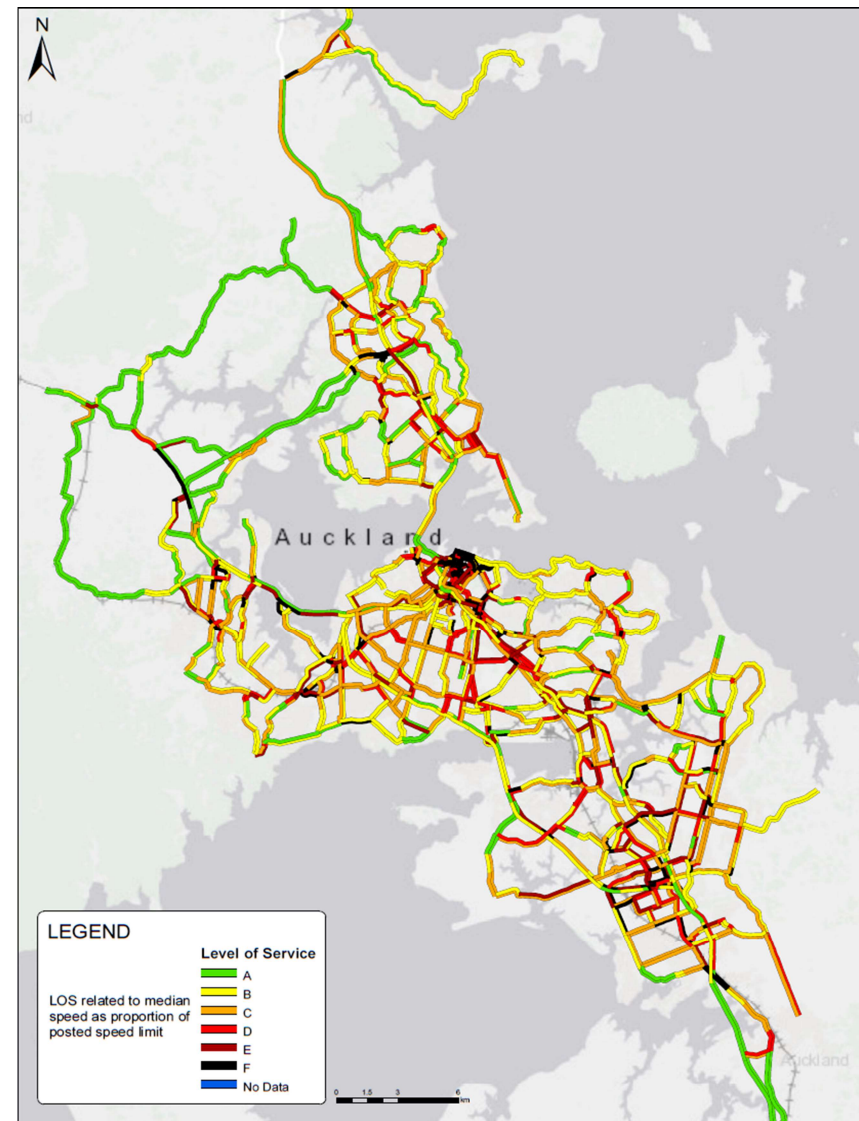 N
nd
Auckland
LEGEND
Level of Service
A
B
LOS related to median
speed as proportion of
posted speed limit
C
D
E
F
No Data
0 1.5 3 6
km
Auckland